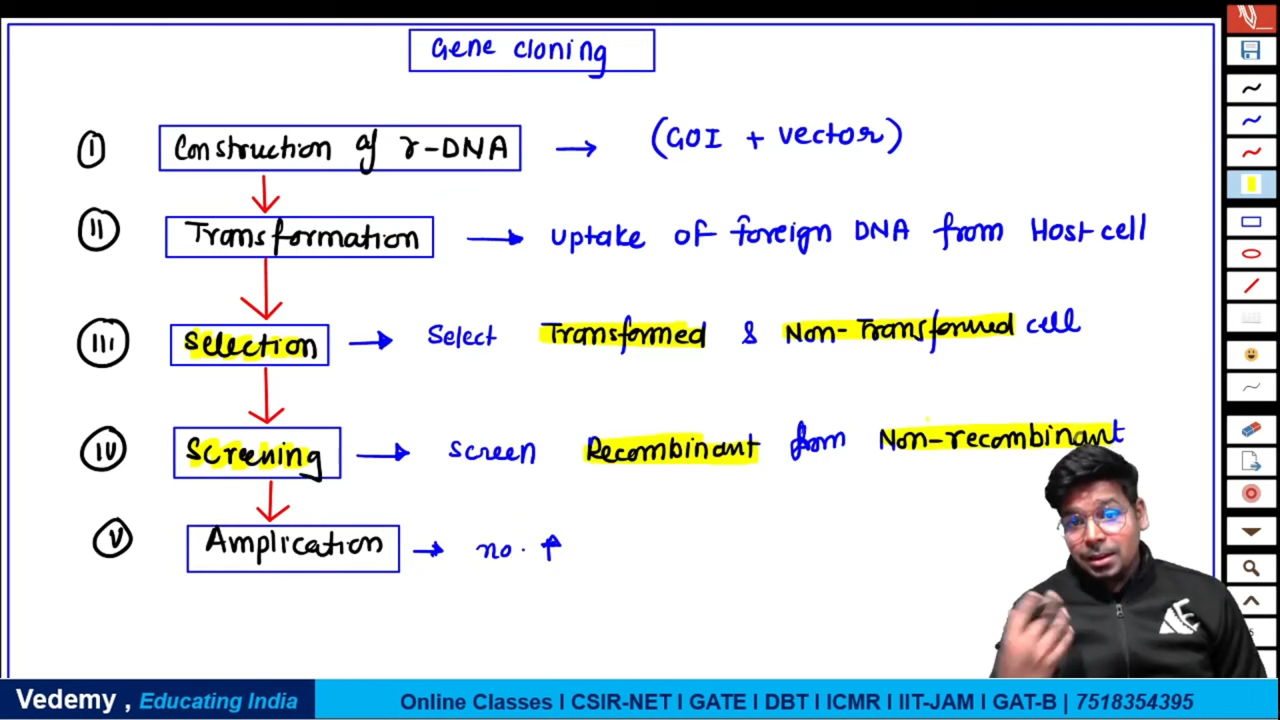 Gene cloning
I Construction of r-DNA → (GOI + vector)
II Transformation → uptake of foreign DNA from Host cell
III Selection → Select Transformed & Non-Transformed cell
IV Screening → Screen Recombinant from Non-recombinant
V Amplication → no. ↑
Vedemy , Educating India
Online Classes I CSIR-NET I GATE I DBT I ICMR I IIT-JAM I GAT-B | 7518354395